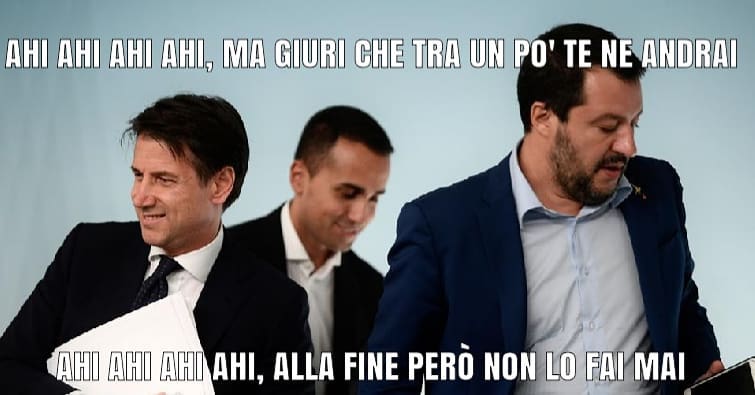 AHI AHI AHI AHI, MA GIURI CHE TRA UN PO' TE NE ANDRAI
AHI AHI AHI AHI, ALLA FINE PERÒ NON LO FAI MAI